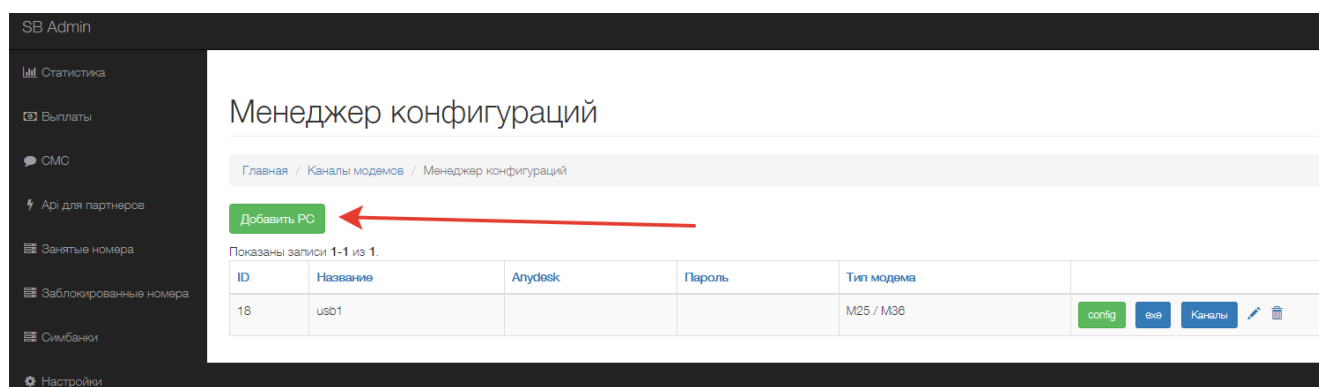 SB Admin
Статистика
Выплаты
СМС
Api для партнеров
Занятые номера
Заблокированные номера
Симбанки
Настройки
Менеджер конфигураций
Главная / Каналы модемов / Менеджер конфигураций
Добавить PC
Показаны записи 1-1 из 1.
ID Название Anydesk Пароль Тип модема
18 usb1 M25 / M36 config exe Каналы